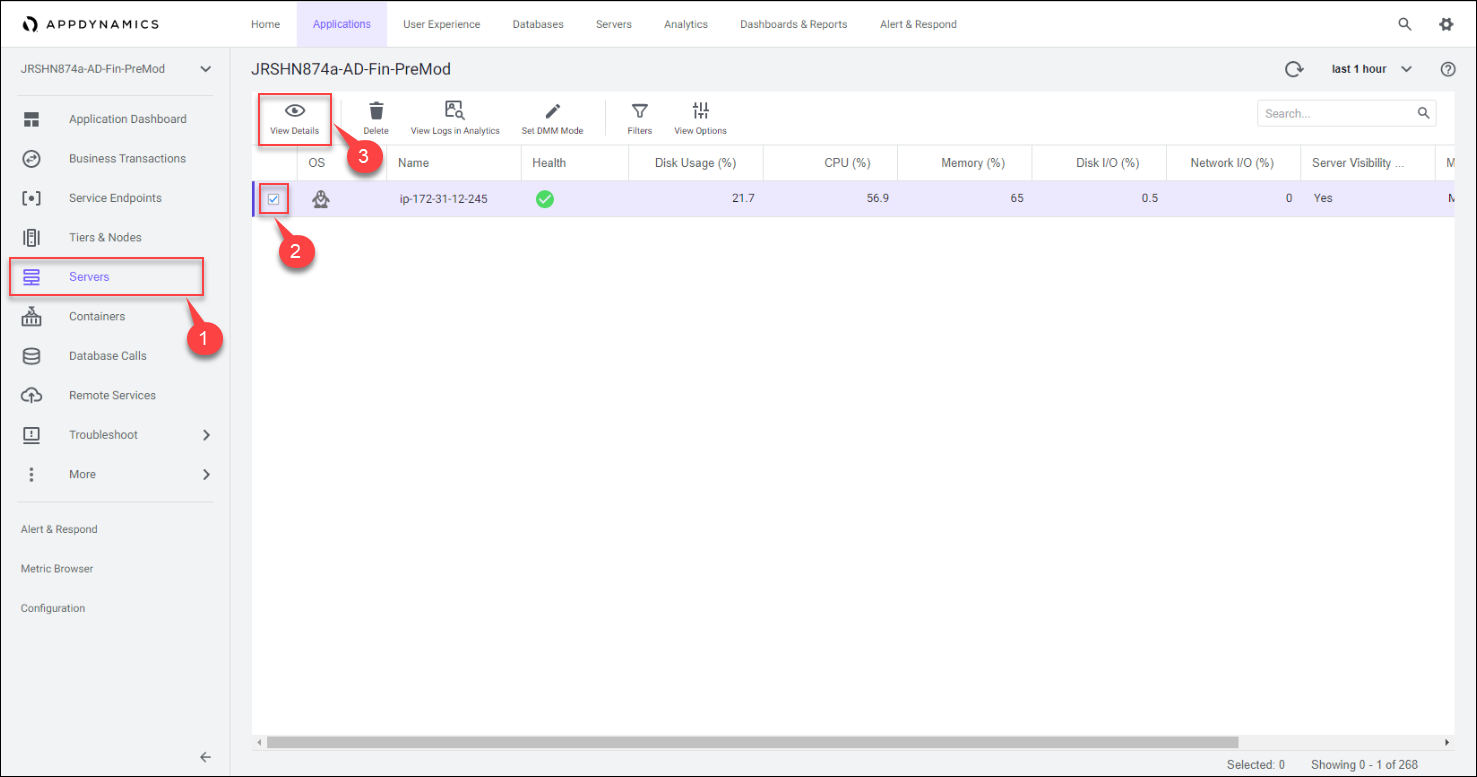 APPDYNAMICS
Home
Applications
User Experience
Databases
Servers
Analytics
Dashboards & Reports
Alert & Respond
JRSHN874a-AD-Fin-PreMod
JRSHN874a-AD-Fin-PreMod
last 1 hour
Application Dashboard
Business Transactions
Service Endpoints
Tiers & Nodes
Servers
1
Containers
Database Calls
Remote Services
Troubleshoot
More
Alert & Respond
Metric Browser
Configuration
View Details
3
Delete
View Logs in Analytics
Set DMM Mode
Filters
View Options
Search...
OS
Name
Health
Disk Usage (%)
CPU (%)
Memory (%)
Disk I/O (%)
Network I/O (%)
Server Visibility ...
M
2
ip-172-31-12-245
21.7
56.9
65
0.5
0
Yes
M
Selected: 0
Showing 0 - 1 of 268